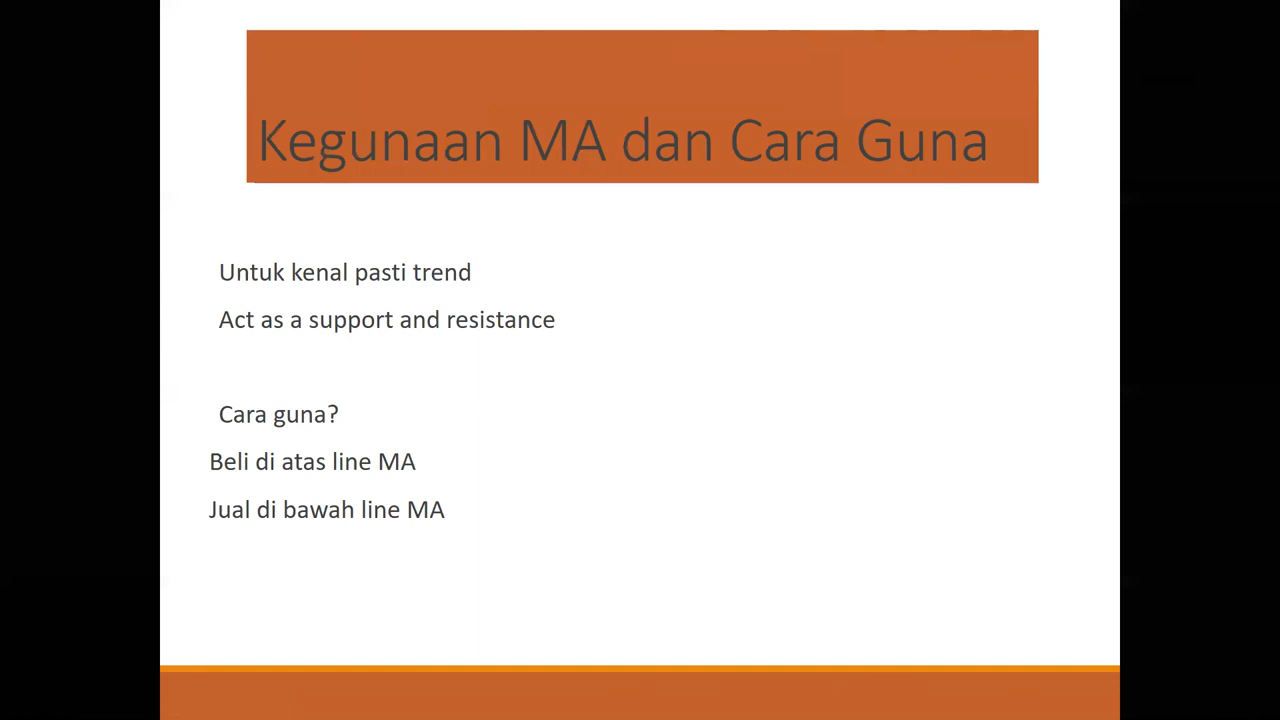 Kegunaan MA dan Cara Guna
Untuk kenal pasti trend
Act as a support and resistance
Cara guna?
Beli di atas line MA
Jual di bawah line MA